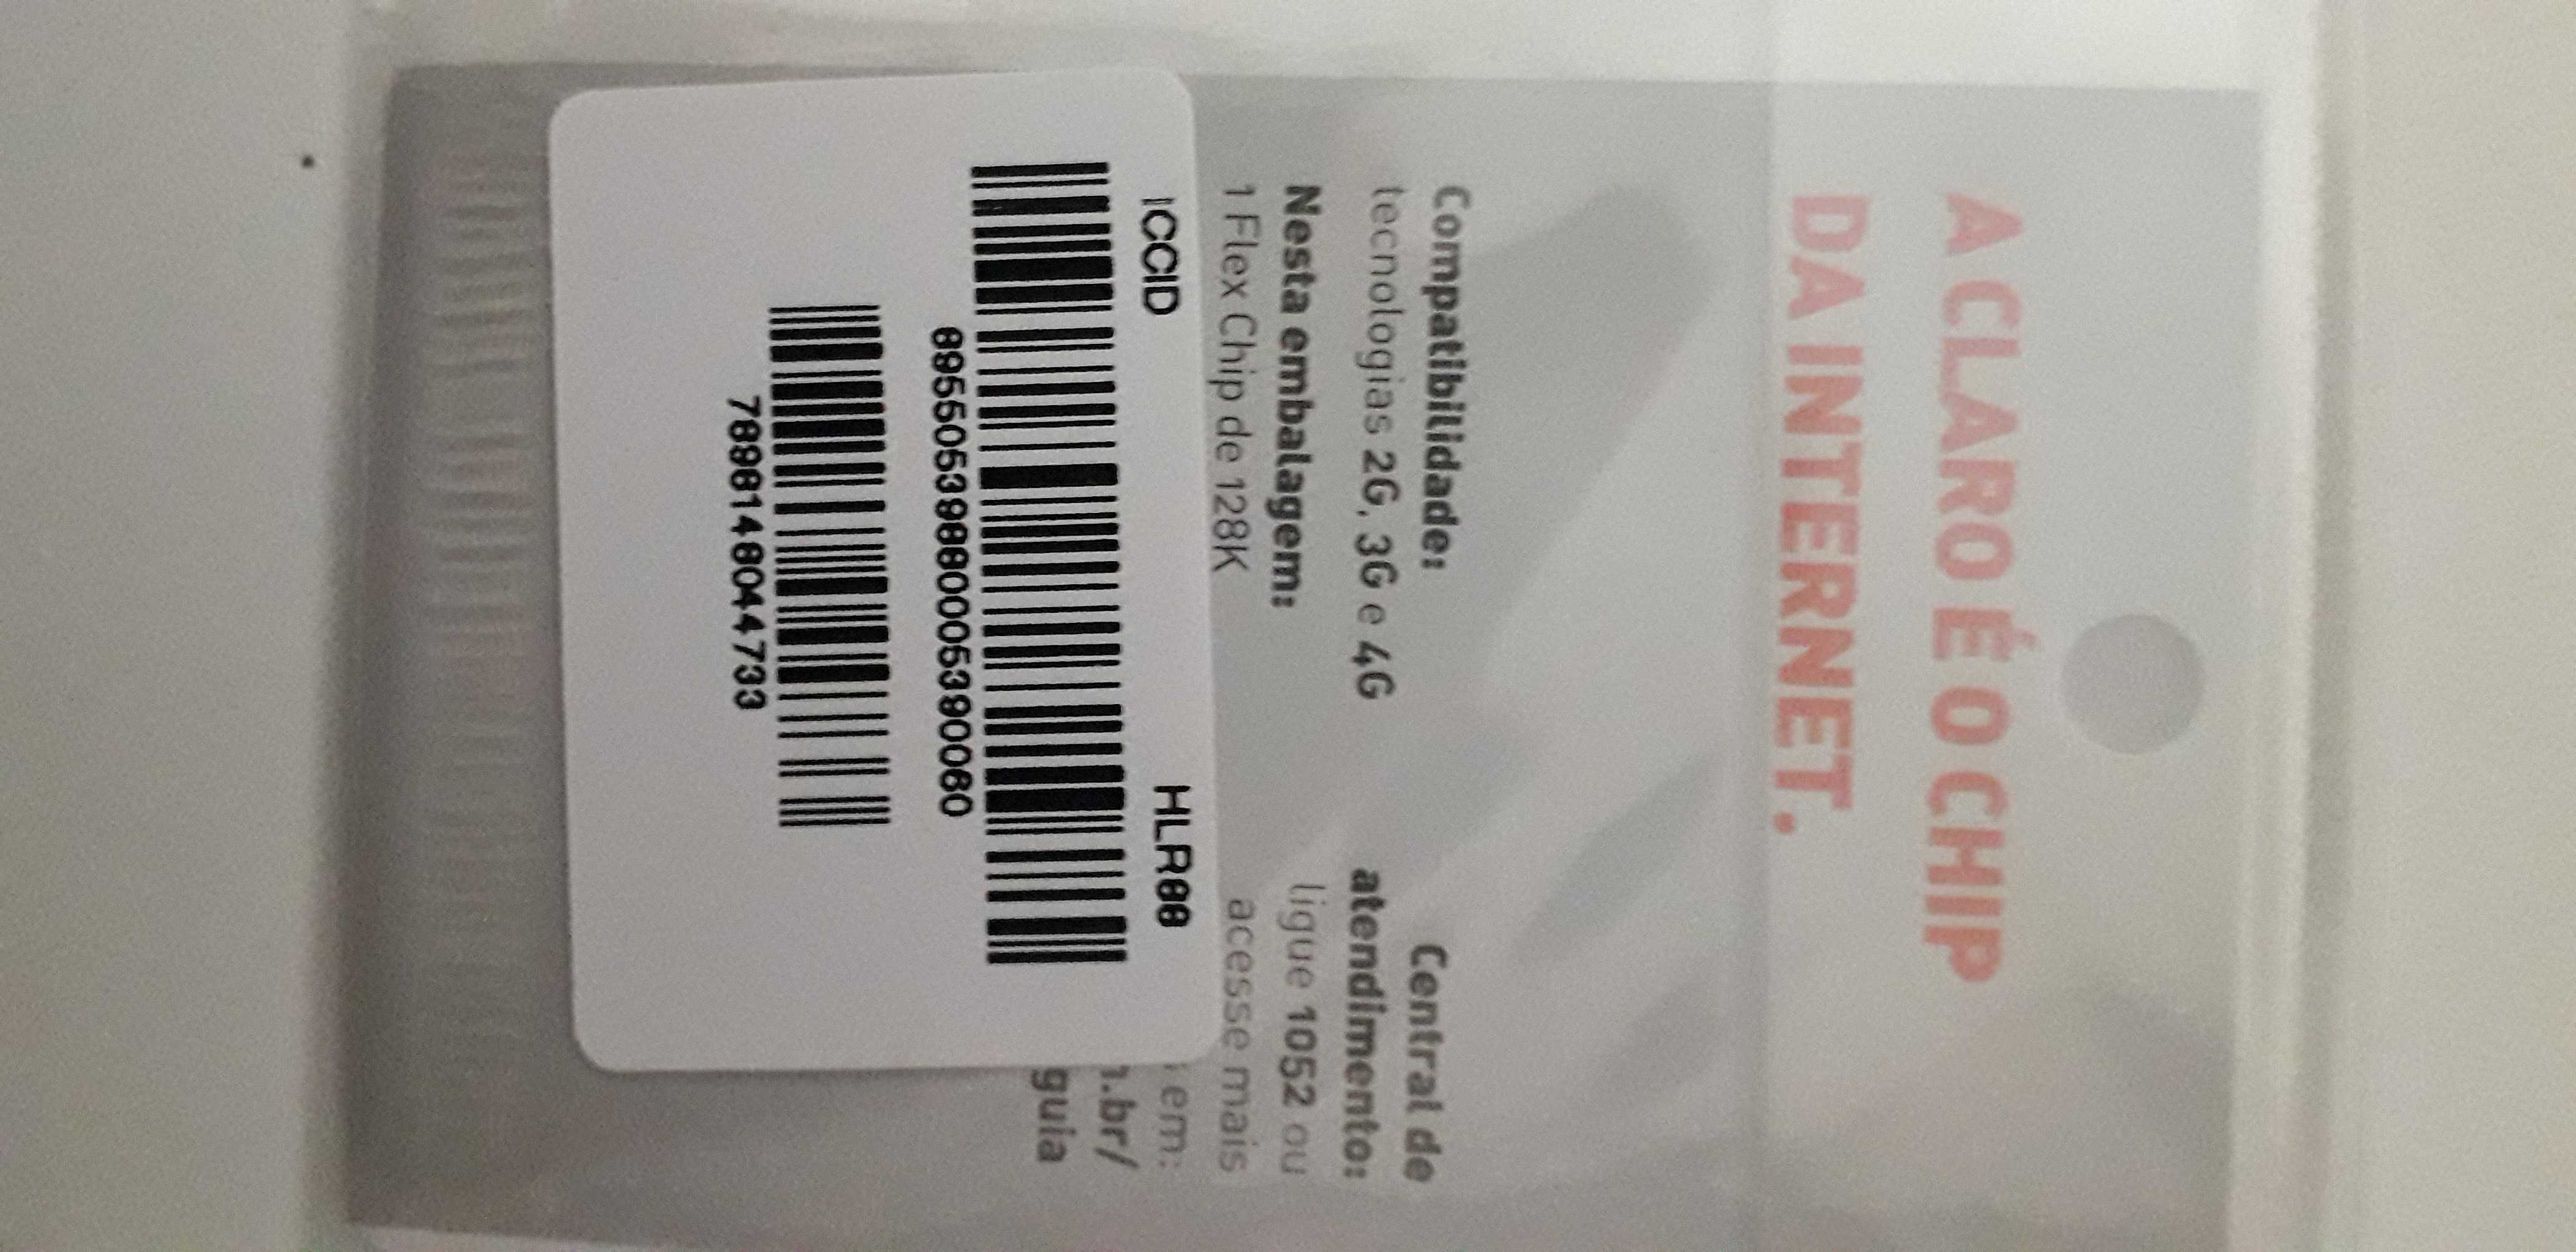 A CLARO É O CHIP
DA INTERNET.
Compatibilidade:
tecnologias 2G, 3G e 4G
Nesta embalagem:
1 Flex Chip de 128K
Central de
atendimento:
ligue 1052 ou
acesse mais
em:
.br/
guia
ICCID HLR88
89550539880005390060
7898148044733